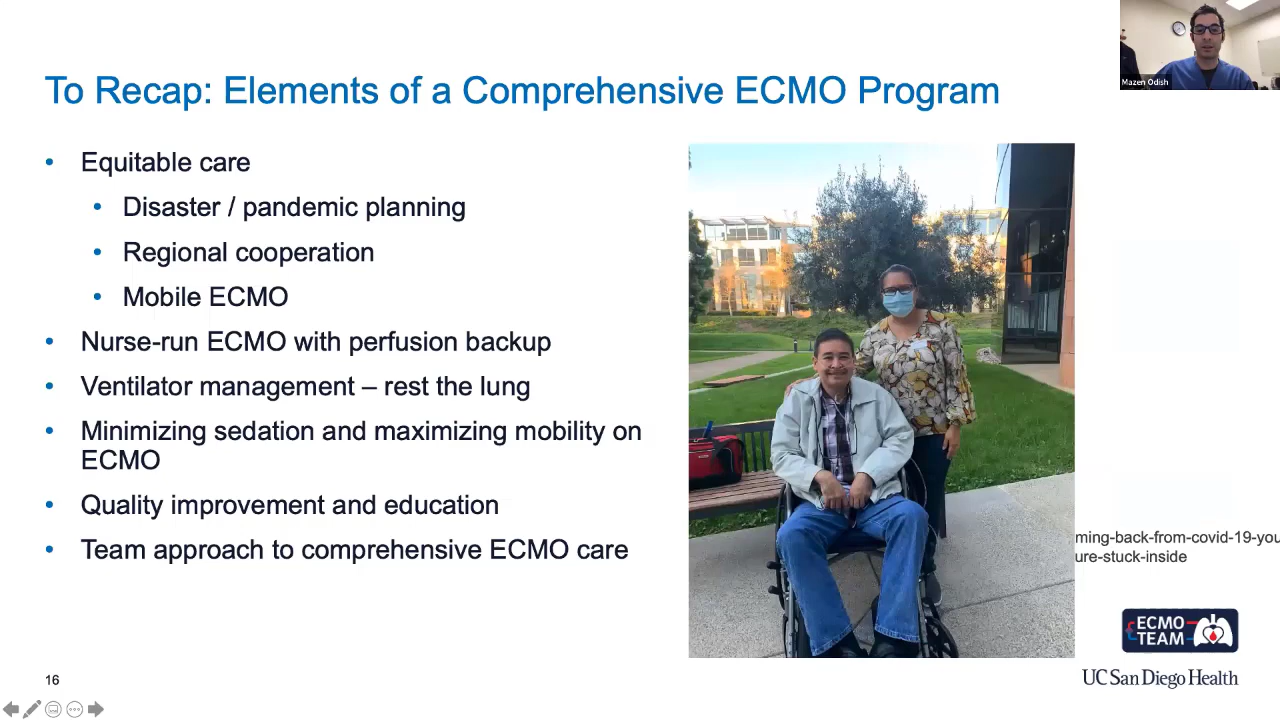 Mazen Odish
To Recap: Elements of a Comprehensive ECMO Program
• Equitable care
• Disaster / pandemic planning
• Regional cooperation
• Mobile ECMO
• Nurse-run ECMO with perfusion backup
• Ventilator management – rest the lung
• Minimizing sedation and maximizing mobility on
ECMO
• Quality improvement and education
• Team approach to comprehensive ECMO care
ming-back-from-covid-19-you
ure-stuck-inside
ECMO
TEAM
UC San Diego Health
16